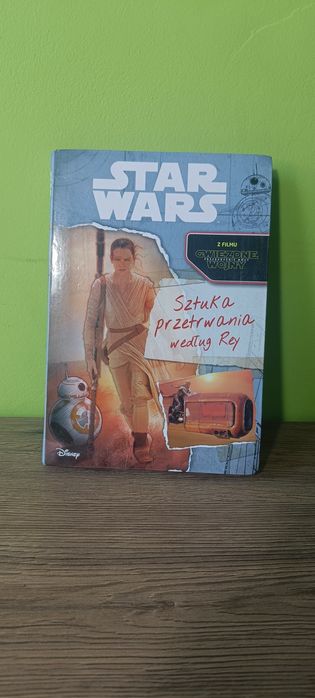 STAR
WARS
Z FILMU
GWIEZDNE
WOJNY
Sztuka
przetrwania
według Rey
Disney